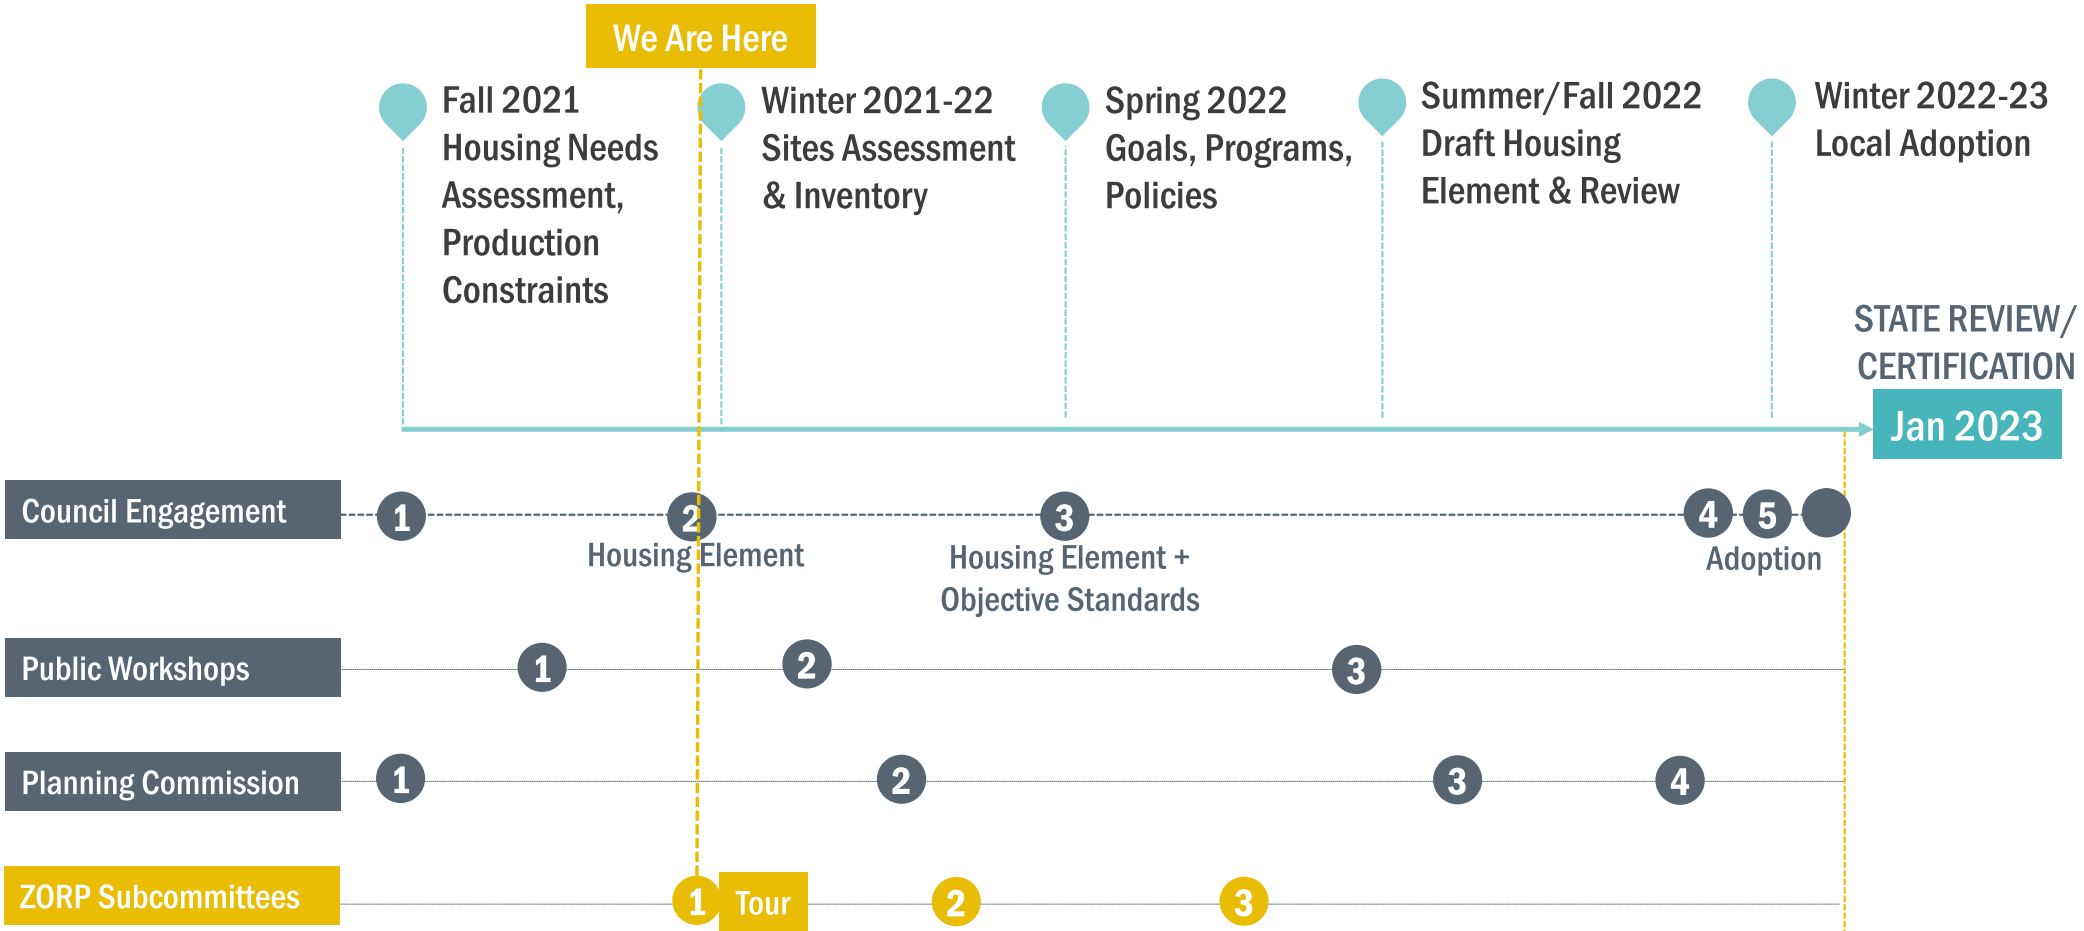 We Are Here
Fall 2021
Housing Needs
Assessment,
Production
Constraints
Winter 2021-22
Sites Assessment
& Inventory
Spring 2022
Goals, Programs,
Policies
Summer/Fall 2022
Draft Housing
Element & Review
Winter 2022-23
Local Adoption
STATE REVIEW/
CERTIFICATION
Jan 2023
Council Engagement
1
2
3
4
5
Housing Element
Housing Element +
Objective Standards
Adoption
Public Workshops
1
2
3
Planning Commission
1
2
3
4
ZORP Subcommittees
1
Tour
2
3